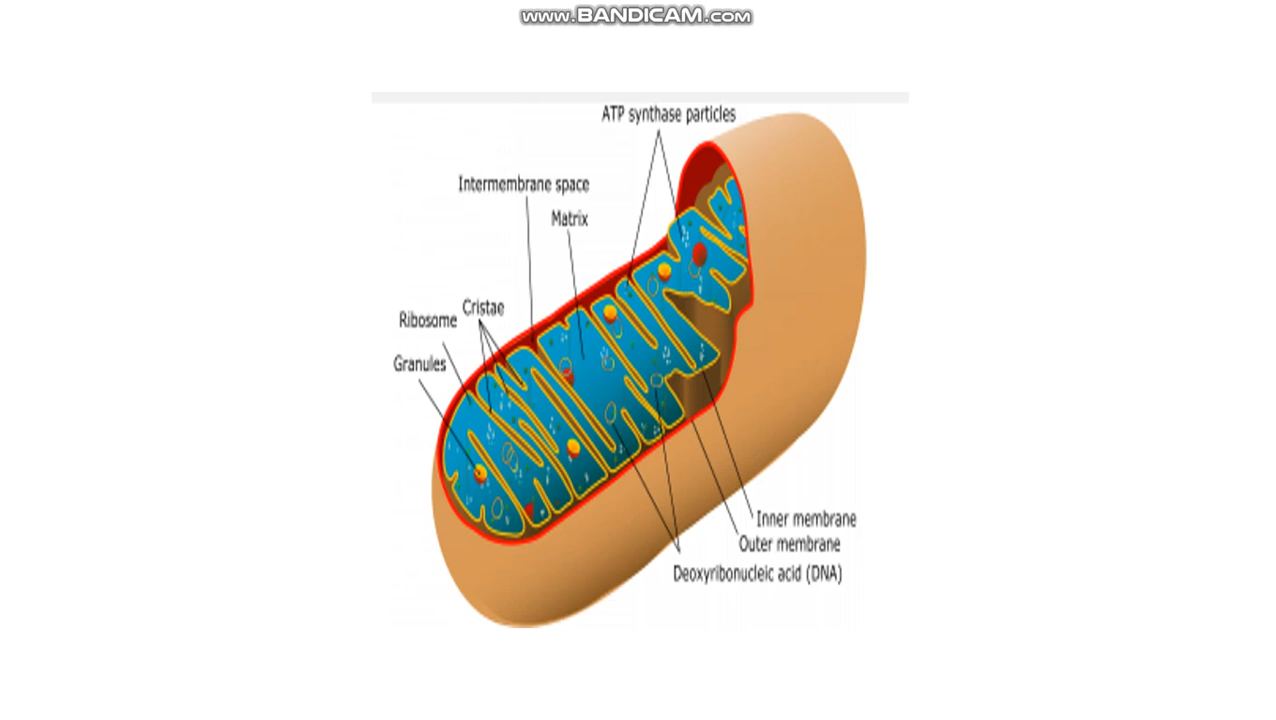 www.BANDICAM.com
ATP synthase particles
Intermembrane space
Matrix
Cristae
Ribosome
Granules
Inner membrane
Outer membrane
Deoxyribonucleic acid (DNA)